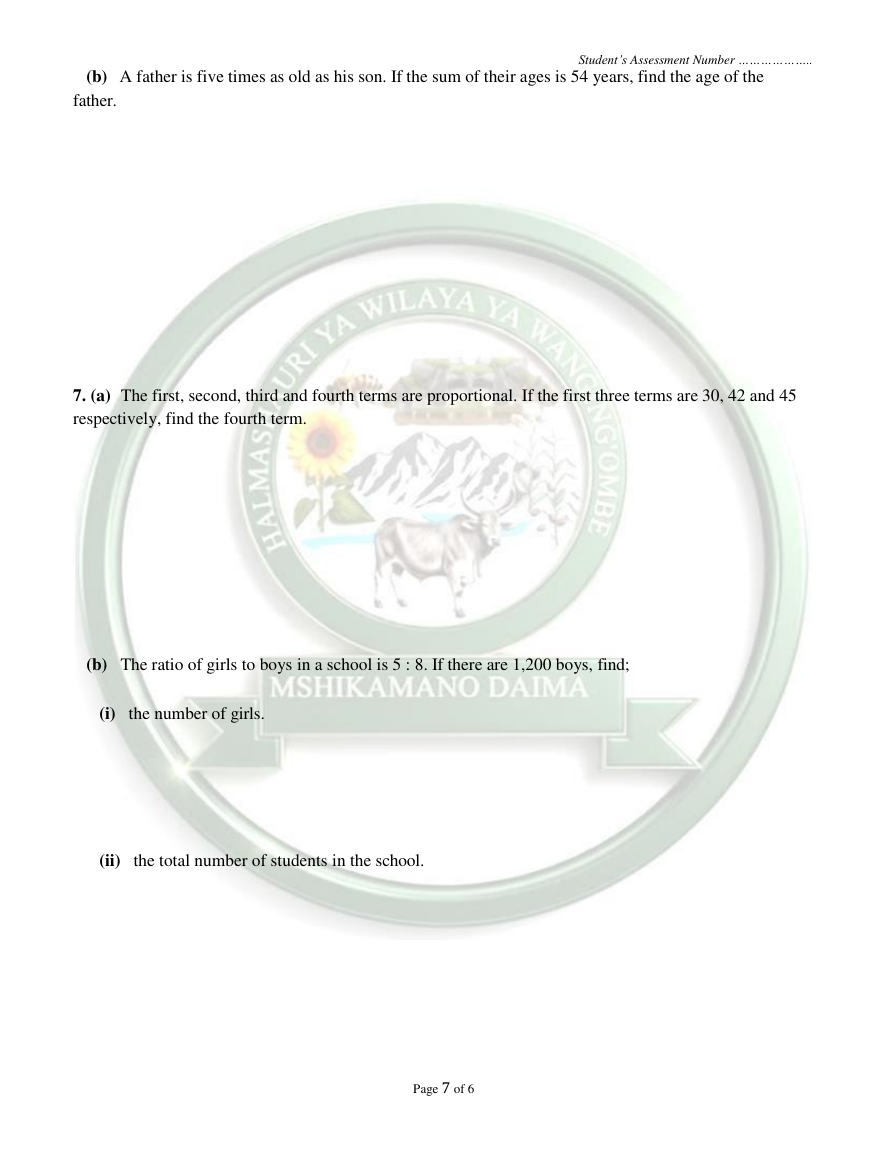 Student's Assessment Number ………………..
(b) A father is five times as old as his son. If the sum of their ages is 54 years, find the age of the
father.
HALMASHAURI YA WILAYA YA WANGING'OMBE
7. (a) The first, second, third and fourth terms are proportional. If the first three terms are 30, 42 and 45
respectively, find the fourth term.
(b) The ratio of girls to boys in a school is 5 : 8. If there are 1,200 boys, find;
MSHIKAMANO DAIMA
(i) the number of girls.
(ii) the total number of students in the school.
Page 7 of 6